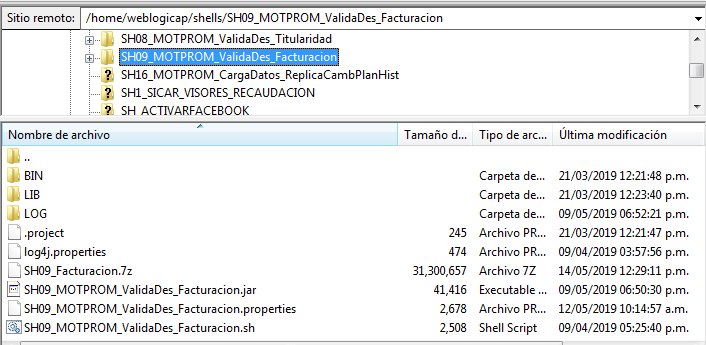 Sitio remoto: /home/weblogicap/shells/SH09_MOTPROM_ValidaDes_Facturacion
SH08_MOTPROM_ValidaDes_Titularidad
SH09_MOTPROM_ValidaDes_Facturacion
SH16_MOTPROM_CargaDatos_ReplicaCambPlanHist
SH1_SICAR_VISORES_RECAUDACION
SH_ACTIVARFACEBOOK
Nombre de archivo Tamaño d... Tipo de arc... Última modificación
..
BIN Carpeta de... 21/03/2019 12:21:48 p.m.
LIB Carpeta de... 21/03/2019 12:23:40 p.m.
LOG Carpeta de... 09/05/2019 06:52:21 p.m.
.project 245 Archivo PR... 21/03/2019 12:21:47 p.m.
log4j.properties 474 Archivo PR... 09/04/2019 03:57:56 p.m.
SH09_Facturacion.7z 31,300,657 Archivo 7Z 14/05/2019 12:29:11 p.m.
SH09_MOTPROM_ValidaDes_Facturacion.jar 41,416 Executable ... 09/05/2019 06:50:30 p.m.
SH09_MOTPROM_ValidaDes_Facturacion.properties 2,678 Archivo PR... 12/05/2019 10:14:57 a.m.
SH09_MOTPROM_ValidaDes_Facturacion.sh 2,508 Shell Script 09/04/2019 05:25:40 p.m.